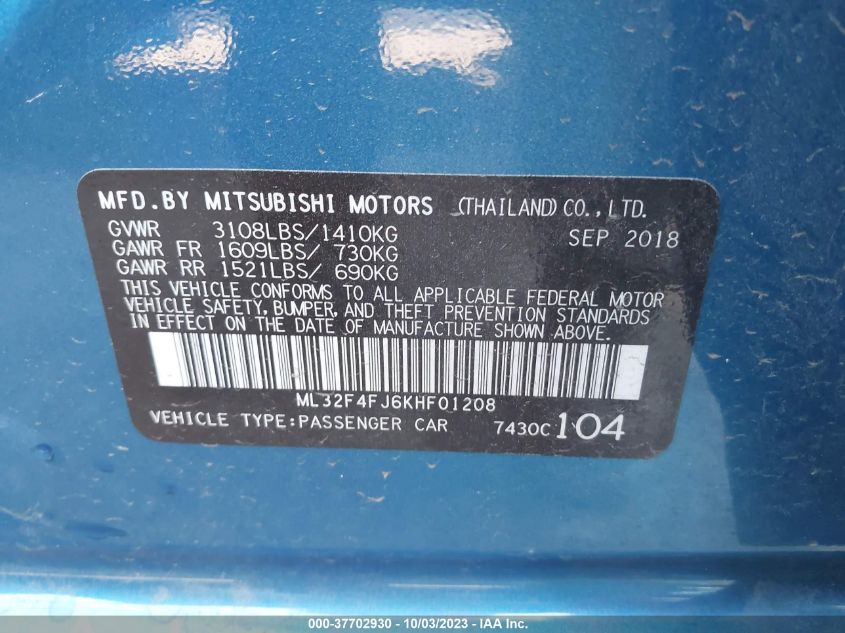 MFD.BY MITSUBISHI MOTORS (THAILAND) CO.,LTD.
GVWR 3108LBS/1410KG SEP 2018
GAWR FR 1609LBS/ 730KG
GAWR RR 1521LBS/ 690KG
THIS VEHICLE CONFORMS TO ALL APPLICABLE FEDERAL MOTOR
VEHICLE SAFETY, BUMPER, AND THEFT PREVENTION STANDARDS
IN EFFECT ON THE DATE OF MANUFACTURE SHOWN ABOVE.
ML32F4FJ6KHF01208
VEHICLE TYPE:PASSENGER CAR 7430C 104
000-37702930 - 10/03/2023 - IAA Inc.